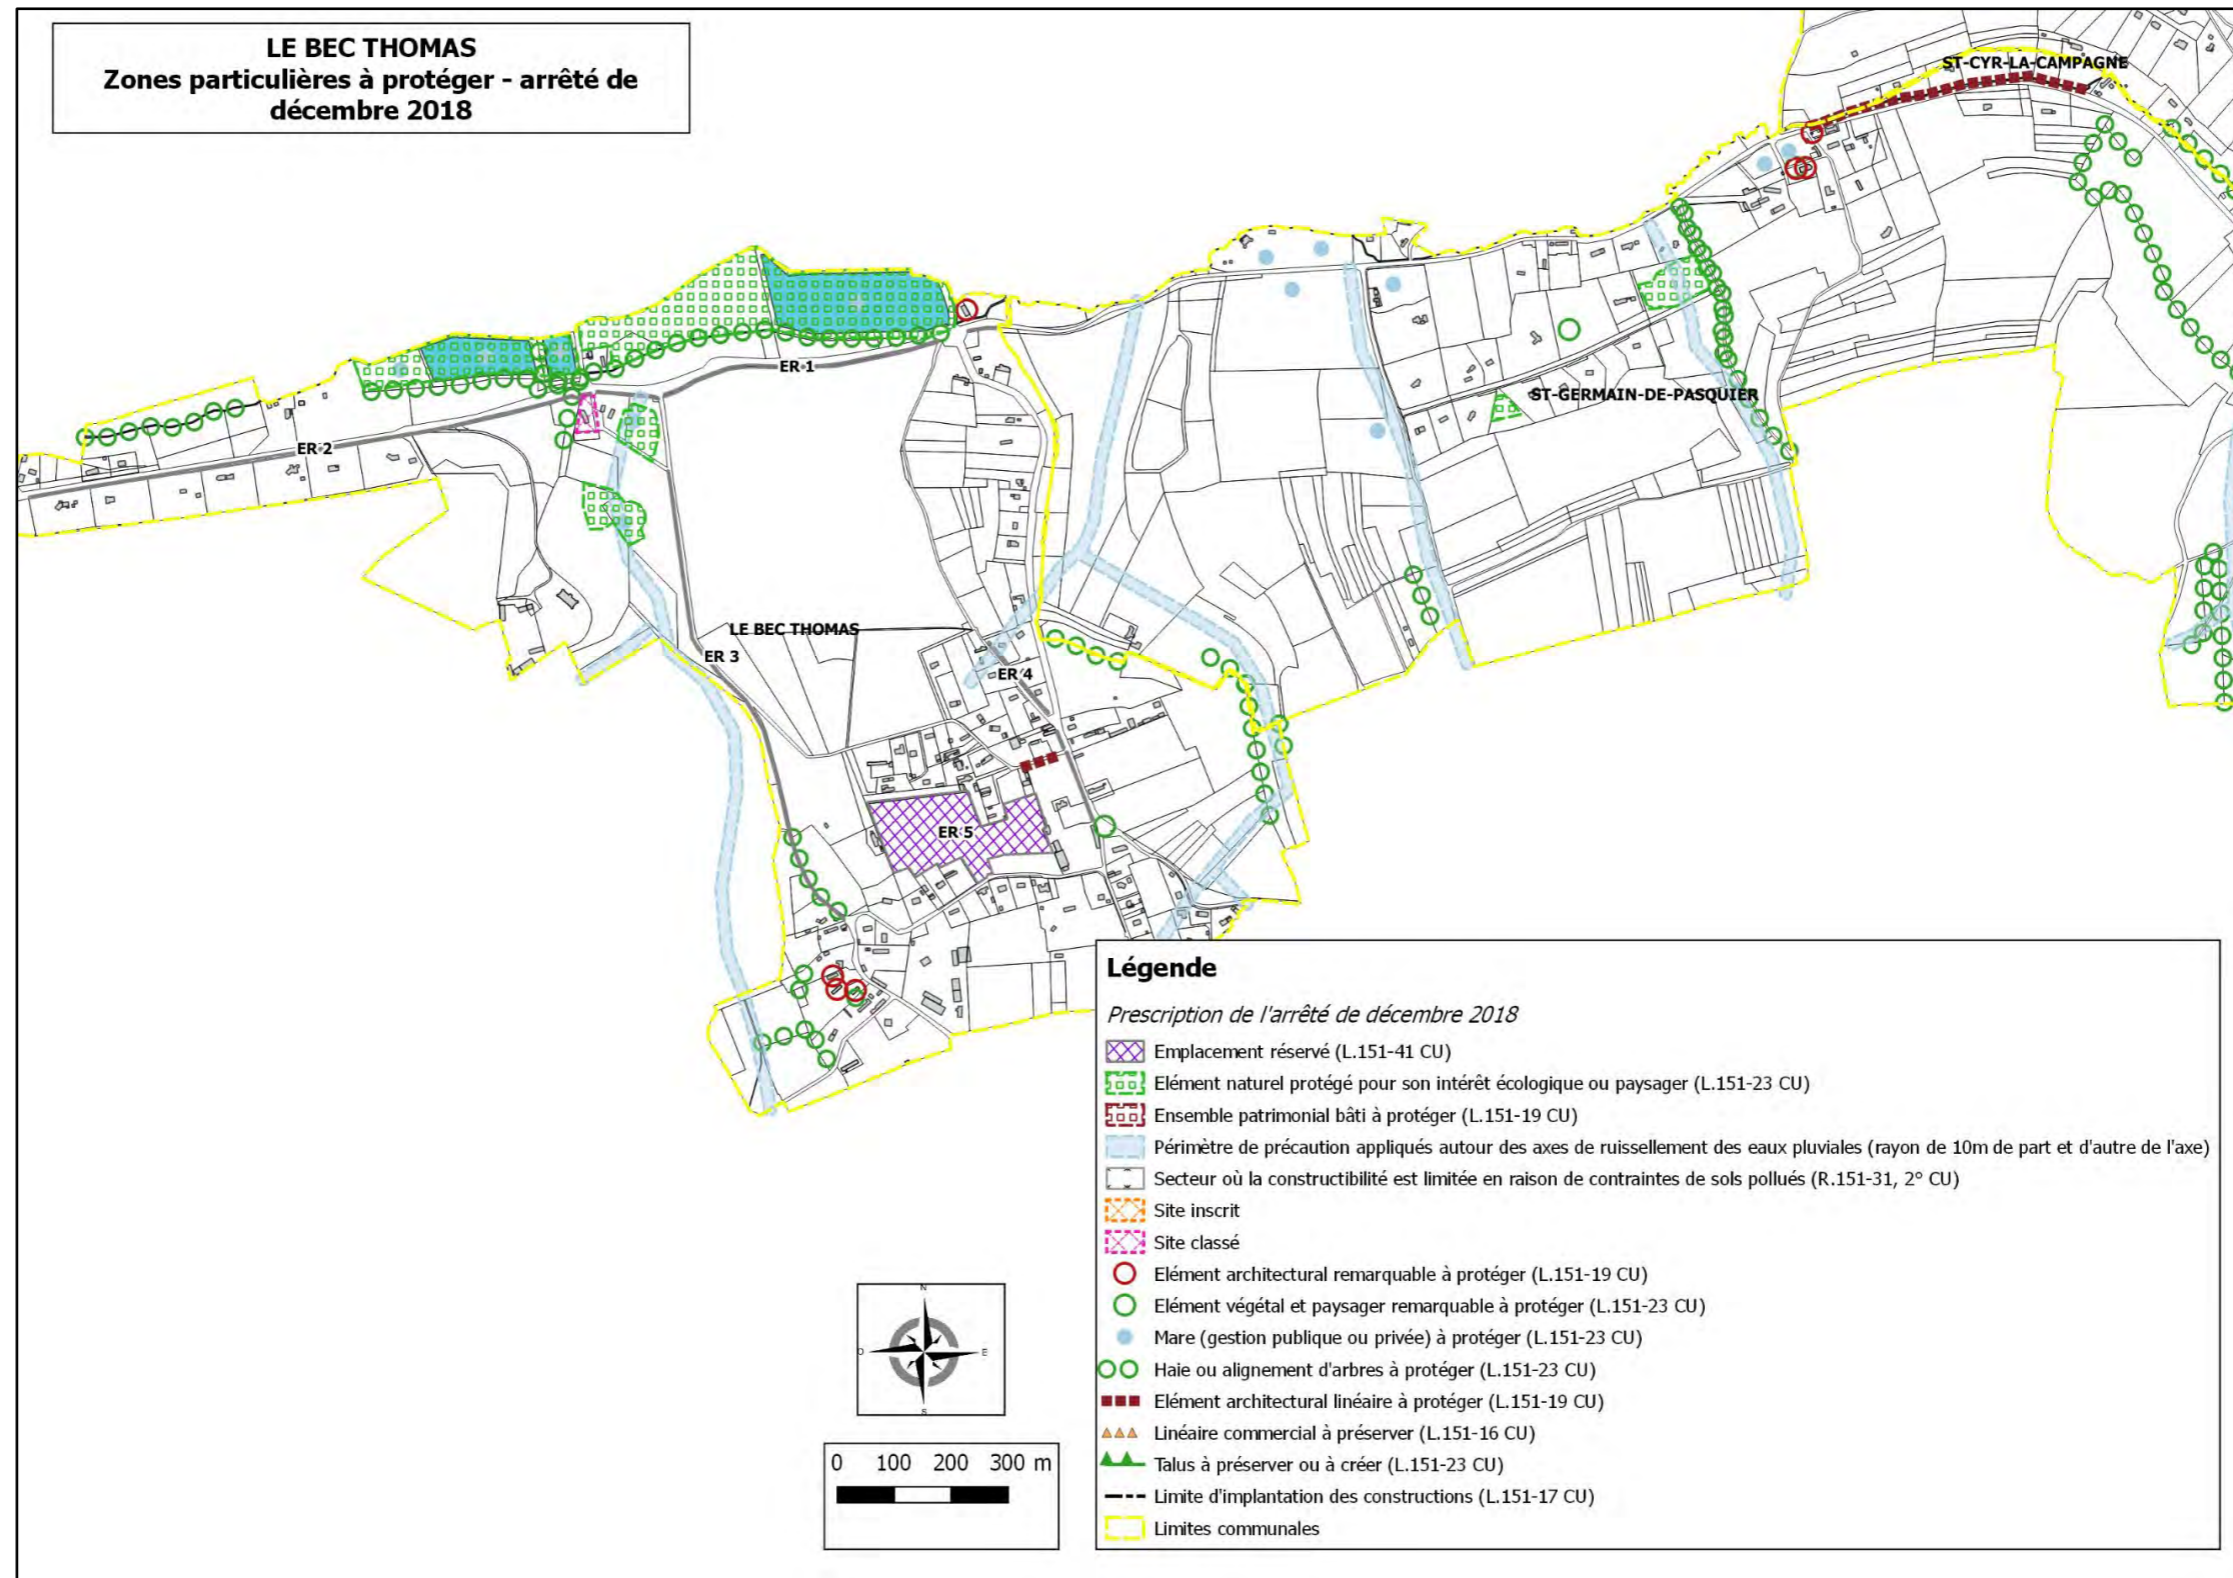 LE BEC THOMAS
Zones particulières à protéger - arrêté de
décembre 2018
ST-CYR-LA-CAMPAGNE
ER 1
ST-GERMAIN-DE-PASQUIER
ER 2
LE BEC THOMAS
ER 3
ER 4
ER 5
Légende
Prescription de l'arrêté de décembre 2018
Emplacement réservé (L.151-41 CU)
Elément naturel protégé pour son intérêt écologique ou paysager (L.151-23 CU)
Ensemble patrimonial bâti à protéger (L.151-19 CU)
Périmètre de précaution appliqués autour des axes de ruissellement des eaux pluviales (rayon de 10m de part et d'autre de l'axe)
Secteur où la constructibilité est limitée en raison de contraintes de sols pollués (R.151-31, 2° CU)
Site inscrit
Site classé
Elément architectural remarquable à protéger (L.151-19 CU)
Elément végétal et paysager remarquable à protéger (L.151-23 CU)
Mare (gestion publique ou privée) à protéger (L.151-23 CU)
Haie ou alignement d'arbres à protéger (L.151-23 CU)
Elément architectural linéaire à protéger (L.151-19 CU)
Linéaire commercial à préserver (L.151-16 CU)
Talus à préserver ou à créer (L.151-23 CU)
Limite d'implantation des constructions (L.151-17 CU)
Limites communales
N
O E
S
0 100 200 300 m